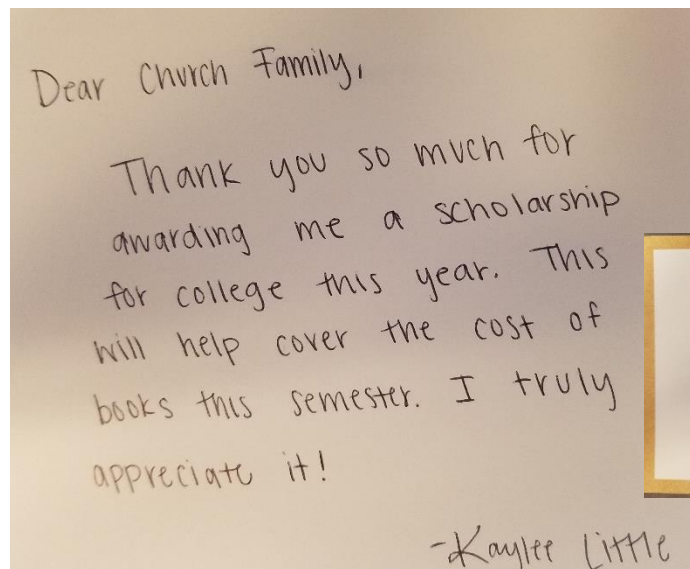 Dear Church Family,
Thank you so much for
awarding me a scholarship
for college this year. This
will help cover the cost of
books this semester. I truly
appreciate it!
-Kaylee Little